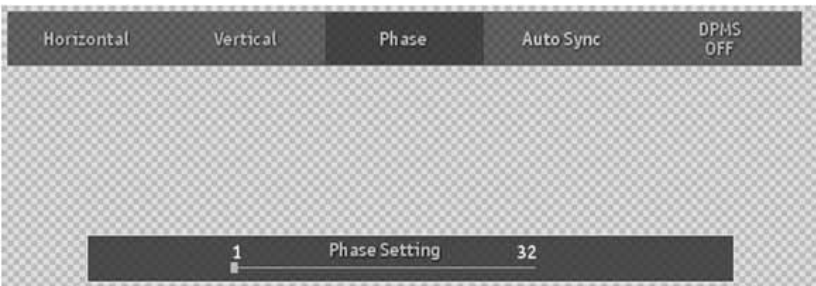 Horizontal Vertical Phase Auto Sync DPMS OFF
1 Phase Setting 32